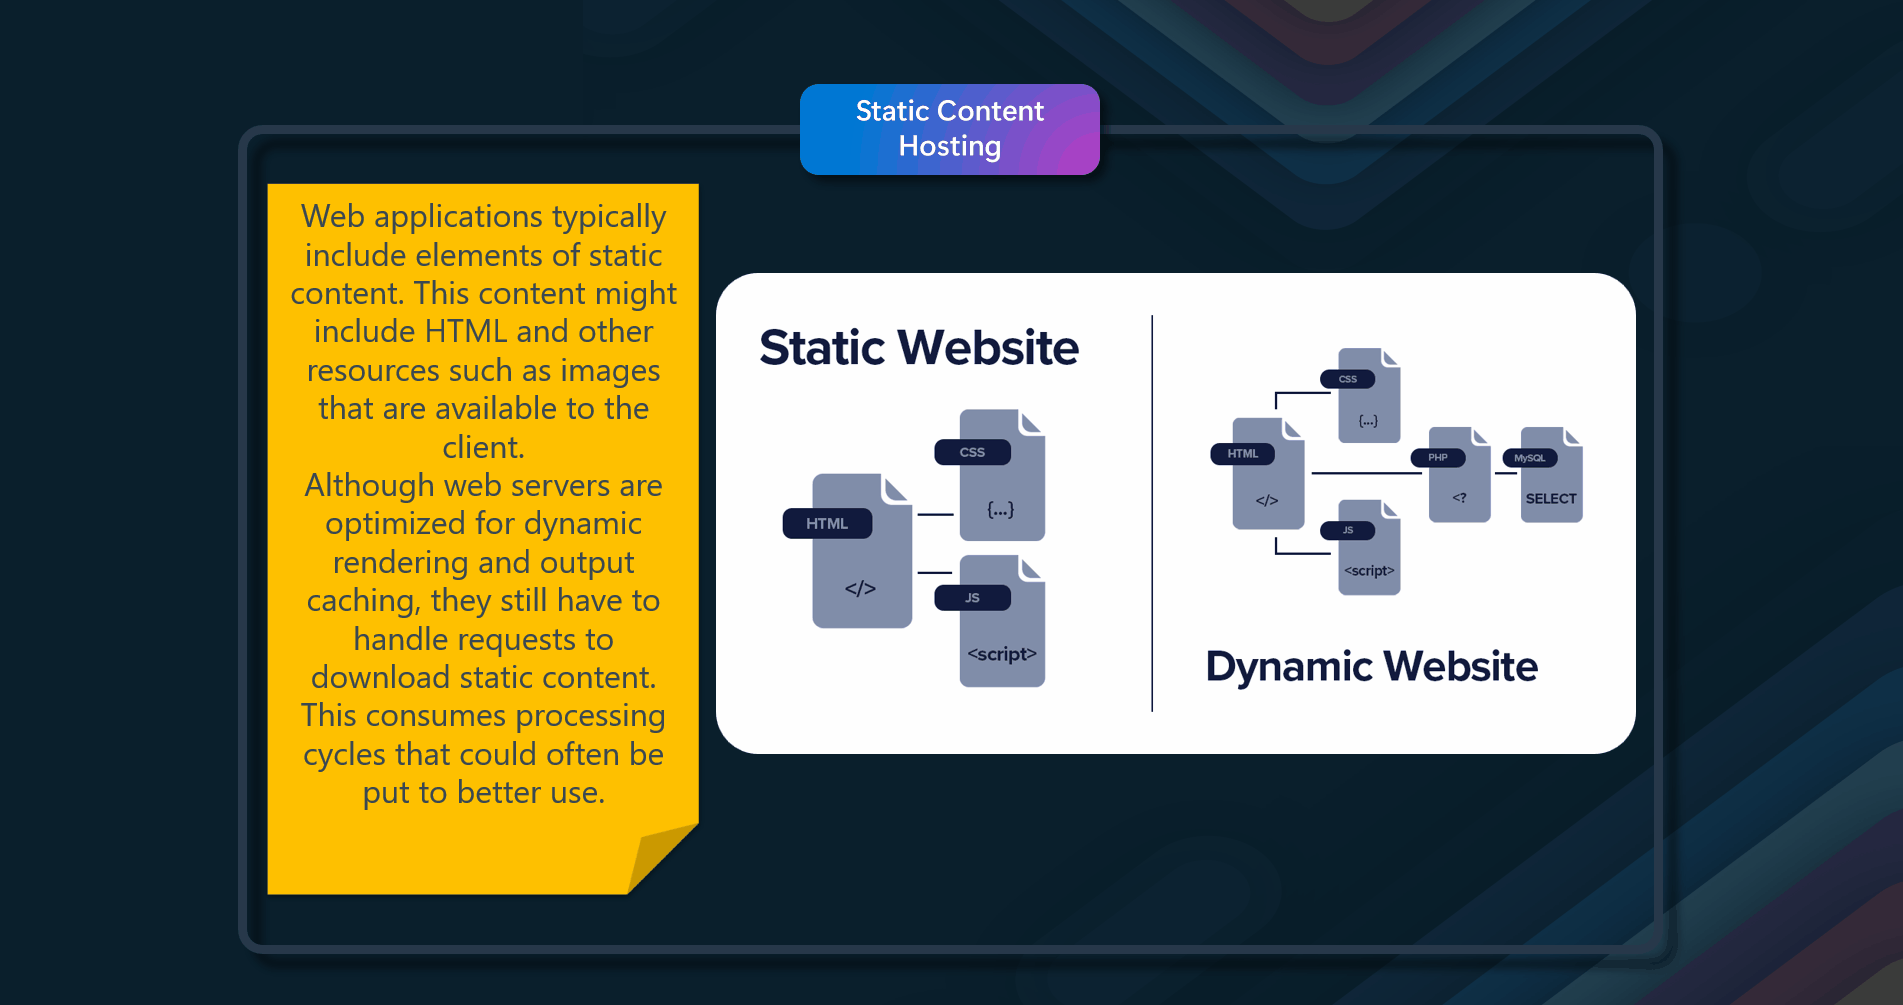 Static Content
Hosting
Web applications typically
include elements of static
content. This content might
include HTML and other
resources such as images
that are available to the
client.
Although web servers are
optimized for dynamic
rendering and output
caching, they still have to
handle requests to
download static content.
This consumes processing
cycles that could often be
put to better use.
Static Website
CSS
{...}
HTML
</>
JS
<script>
CSS
{...}
HTML
</>
PHP
<?
MySQL
SELECT
JS
<script>
Dynamic Website